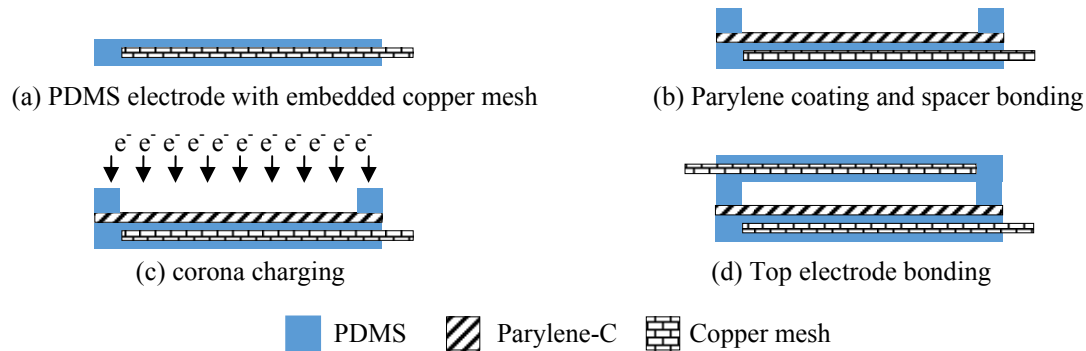 (a) PDMS electrode with embedded copper mesh
(b) Parylene coating and spacer bonding
e⁻ e⁻ e⁻ e⁻ e⁻ e⁻ e⁻ e⁻ e⁻
(c) corona charging
(d) Top electrode bonding
PDMS Parylene-C Copper mesh